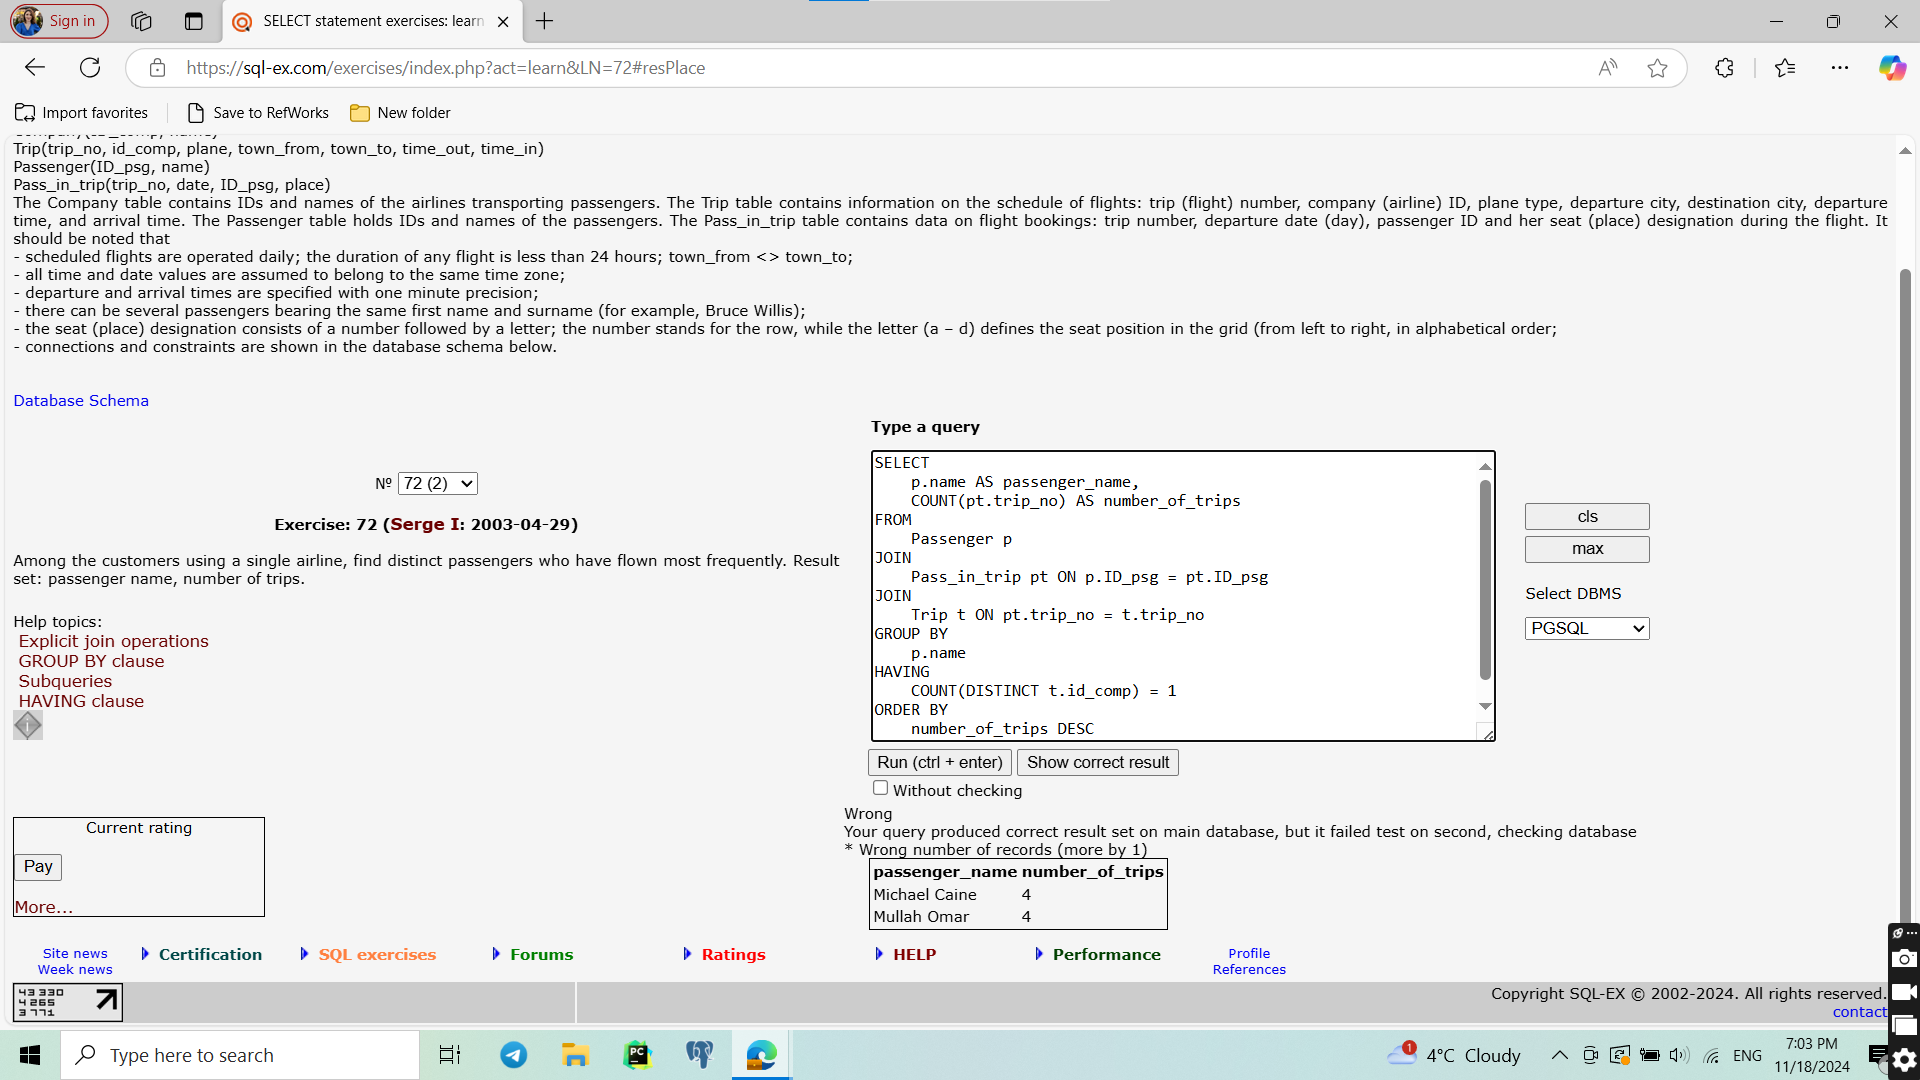 Sign in
SELECT statement exercises: learn
https://sql-ex.com/exercises/index.php?act=learn&LN=72#resPlace
Import favorites
Save to RefWorks
New folder
Trip(trip_no, id_comp, plane, town_from, town_to, time_out, time_in)
Passenger(ID_psg, name)
Pass_in_trip(trip_no, date, ID_psg, place)
The Company table contains IDs and names of the airlines transporting passengers. The Trip table contains information on the schedule of flights: trip (flight) number, company (airline) ID, plane type, departure city, destination city, departure
time, and arrival time. The Passenger table holds IDs and names of the passengers. The Pass_in_trip table contains data on flight bookings: trip number, departure date (day), passenger ID and her seat (place) designation during the flight. It
should be noted that
- scheduled flights are operated daily; the duration of any flight is less than 24 hours; town_from <> town_to;
- all time and date values are assumed to belong to the same time zone;
- departure and arrival times are specified with one minute precision;
- there can be several passengers bearing the same first name and surname (for example, Bruce Willis);
- the seat (place) designation consists of a number followed by a letter; the number stands for the row, while the letter (a – d) defines the seat position in the grid (from left to right, in alphabetical order;
- connections and constraints are shown in the database schema below.
Database Schema
№ 72 (2)
Exercise: 72 (Serge I: 2003-04-29)
Among the customers using a single airline, find distinct passengers who have flown most frequently. Result
set: passenger name, number of trips.
Help topics:
Explicit join operations
GROUP BY clause
Subqueries
HAVING clause
Type a query
SELECT
p.name AS passenger_name,
COUNT(pt.trip_no) AS number_of_trips
FROM
Passenger p
JOIN
Pass_in_trip pt ON p.ID_psg = pt.ID_psg
JOIN
Trip t ON pt.trip_no = t.trip_no
GROUP BY
p.name
HAVING
COUNT(DISTINCT t.id_comp) = 1
ORDER BY
number_of_trips DESC
cls
max
Select DBMS
PGSQL
Run (ctrl + enter)
Show correct result
Without checking
Wrong
Your query produced correct result set on main database, but it failed test on second, checking database
* Wrong number of records (more by 1)
passenger_name number_of_trips
Michael Caine 4
Mullah Omar 4
Current rating
Pay
More...
Site news
Week news
Certification
SQL exercises
Forums
Ratings
HELP
Performance
Profile
References
43 330
4 265
3 771
Copyright SQL-EX © 2002-2024. All rights reserved.
contact
Type here to search
PC
1
4°C Cloudy
ENG
7:03 PM
11/18/2024